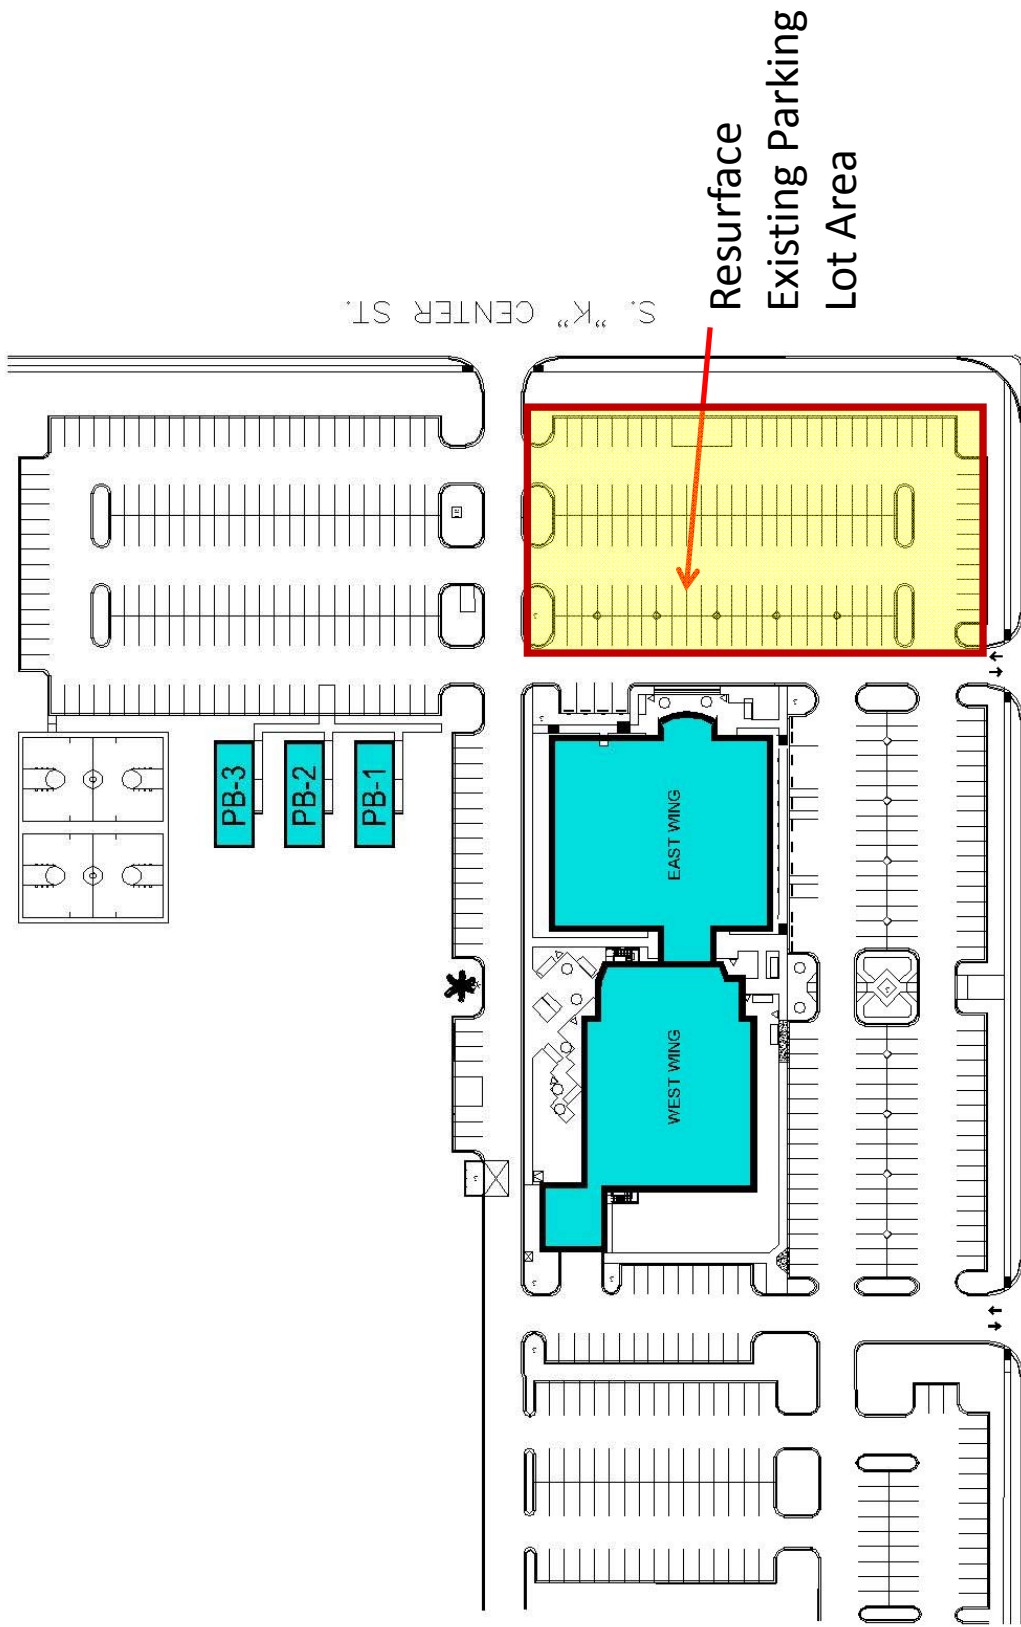 S. "K" CENTER ST.
Resurface
Existing Parking
Lot Area
PB-3
PB-2
PB-1
EAST WING
WEST WING